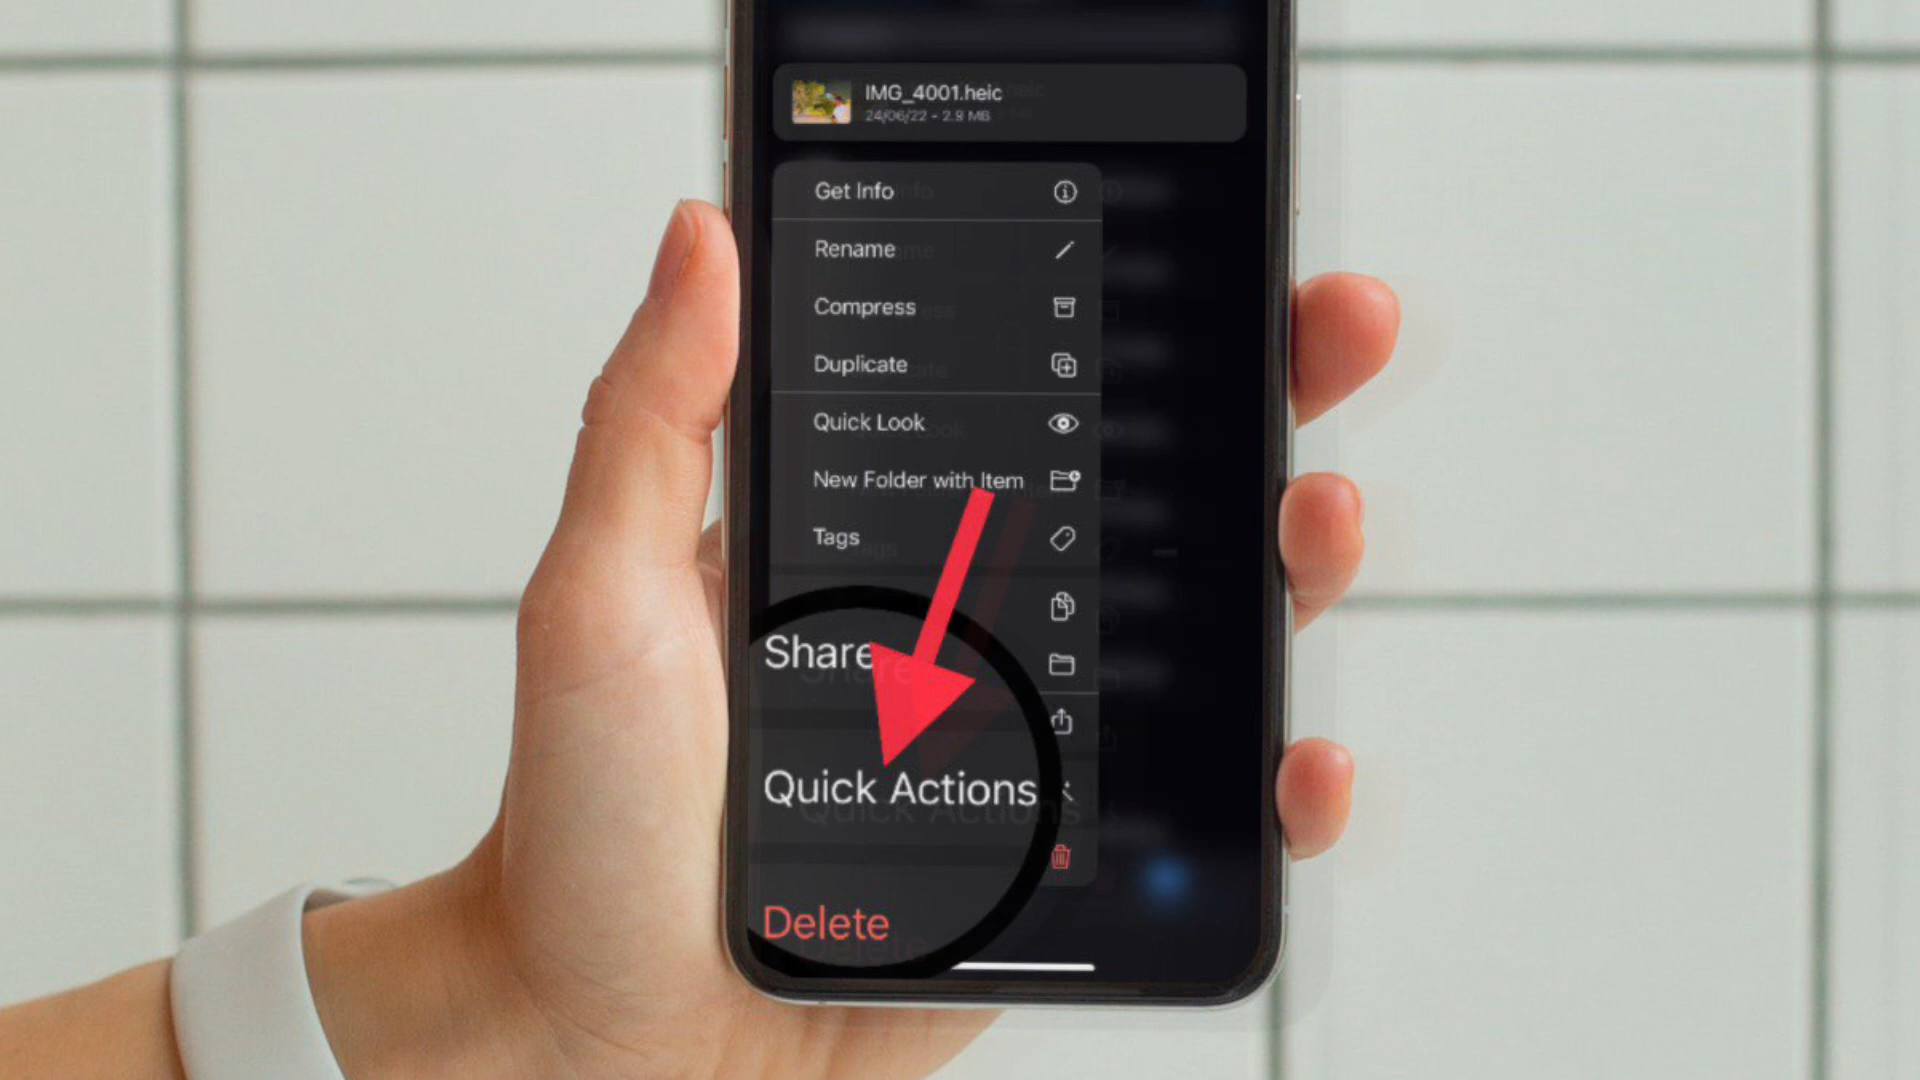 IMG_4001.heic
24/06/22 - 2.9 MB
Get Info
Rename
Compress
Duplicate
Quick Look
New Folder with Item
Tags
Share
Quick Actions
Delete